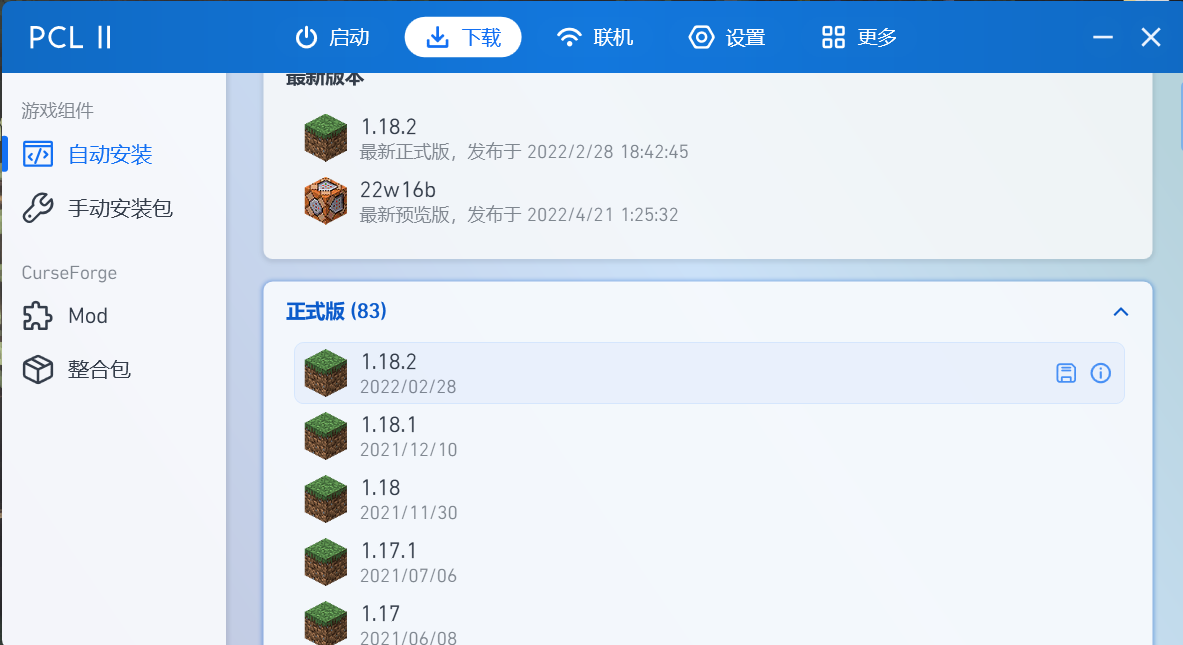 PCL II
启动
下载
联机
设置
更多
游戏组件
自动安装
手动安装包
CurseForge
Mod
整合包
最新版本
1.18.2
最新正式版，发布于 2022/2/28 18:42:45
22w16b
最新预览版，发布于 2022/4/21 1:25:32
正式版 (83)
1.18.2
2022/02/28
1.18.1
2021/12/10
1.18
2021/11/30
1.17.1
2021/07/06
1.17
2021/06/08